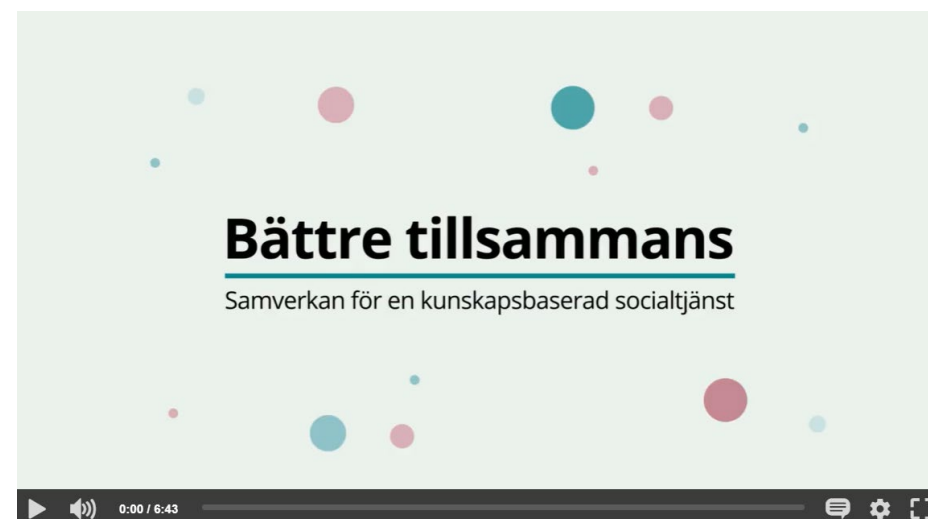 Bättre tillsammans
Samverkan för en kunskapsbaserad socialtjänst
0:00 / 6:43